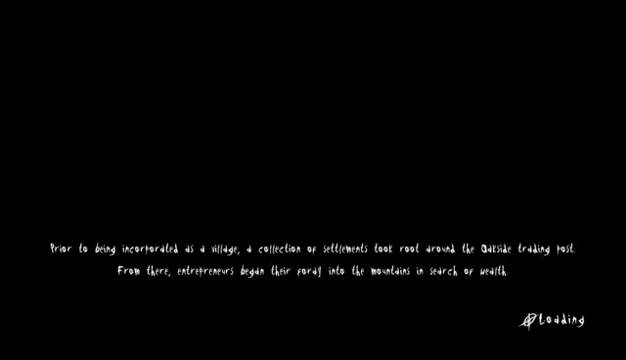 Prior to being incorporated as a village, a collection of settlements took root around the Oakside trading post.
From there, entrepreneurs began their foray into the mountains in search of wealth.
Loading